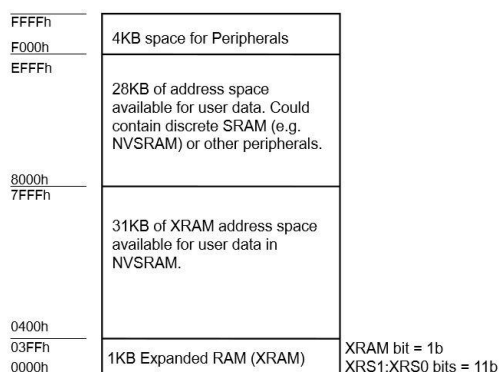 FFFFh
4KB space for Peripherals
F000h
EFFFh
28KB of address space
available for user data. Could
contain discrete SRAM (e.g.
NVSRAM) or other peripherals.
8000h
7FFFh
31KB of XRAM address space
available for user data in
NVSRAM.
0400h
03FFh
1KB Expanded RAM (XRAM)
0000h
XRAM bit = 1b
XRS1:XRS0 bits = 11b